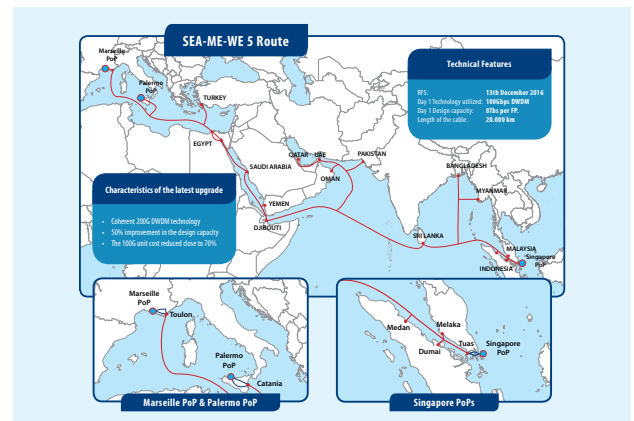 SEA-ME-WE 5 Route
Marseille
PoP
Palermo
PoP
TURKEY
EGYPT
SAUDI ARABIA
QATAR
UAE
OMAN
PAKISTAN
BANGLADESH
MYANMAR
YEMEN
DJIBOUTI
SRI LANKA
MALAYSIA
Singapore
PoP
INDONESIA
Technical Features
RFS: 13th December 2016
Day 1 Technology utilized: 100Gbps DWDM
Day 1 Design capacity: 8Tbs per FP.
Length of the cable: 20.000 km
Characteristics of the latest upgrade
• Coherent 200G DWDM technology
• 50% improvement in the design capacity
• The 100G unit cost reduced close to 70%
Marseille
PoP
Toulon
Palermo
PoP
Catania
Marseille PoP & Palermo PoP
Medan
Melaka
Dumai
Tuas
Singapore
PoP
Singapore PoPs